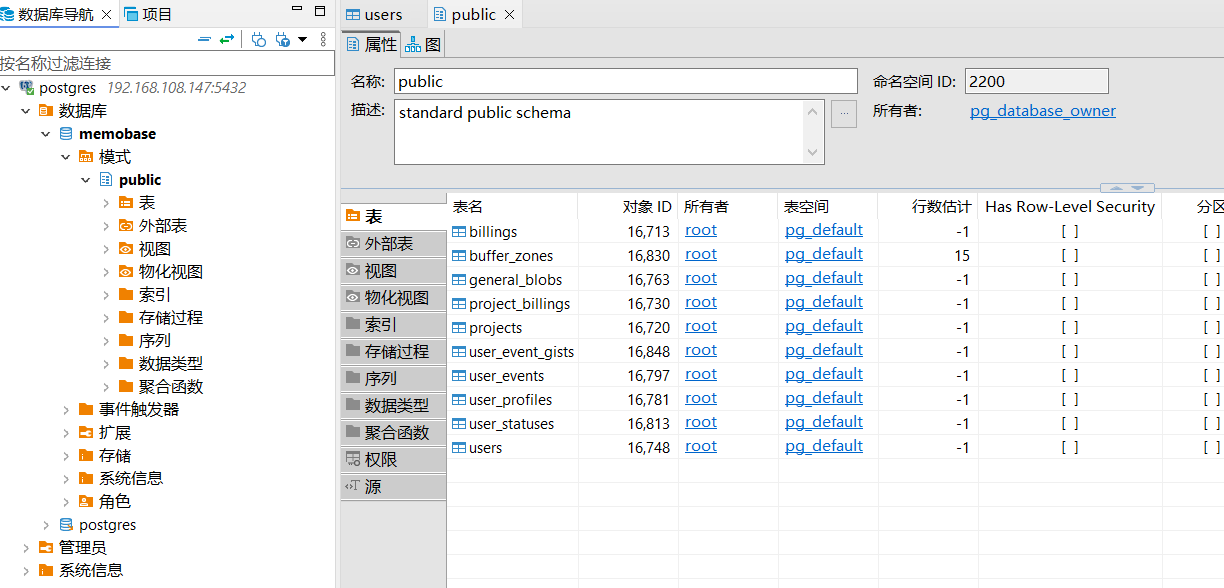 数据库导航
项目
按名称过滤连接
postgres 192.168.108.147:5432
数据库
memobase
模式
public
表
外部表
视图
物化视图
索引
存储过程
序列
数据类型
聚合函数
事件触发器
扩展
存储
系统信息
角色
postgres
管理员
系统信息
users
public
属性
图
名称: public 命名空间 ID: 2200
描述: standard public schema ... 所有者: pg_database_owner
表
外部表
视图
物化视图
索引
存储过程
序列
数据类型
聚合函数
权限
源
表名 对象 ID 所有者 表空间 行数估计 Has Row-Level Security 分区
billings 16,713 root pg_default -1 [ ] [ ]
buffer_zones 16,830 root pg_default 15 [ ] [ ]
general_blobs 16,763 root pg_default -1 [ ] [ ]
project_billings 16,730 root pg_default -1 [ ] [ ]
projects 16,720 root pg_default -1 [ ] [ ]
user_event_gists 16,848 root pg_default -1 [ ] [ ]
user_events 16,797 root pg_default -1 [ ] [ ]
user_profiles 16,781 root pg_default -1 [ ] [ ]
user_statuses 16,813 root pg_default -1 [ ] [ ]
users 16,748 root pg_default -1 [ ] [ ]